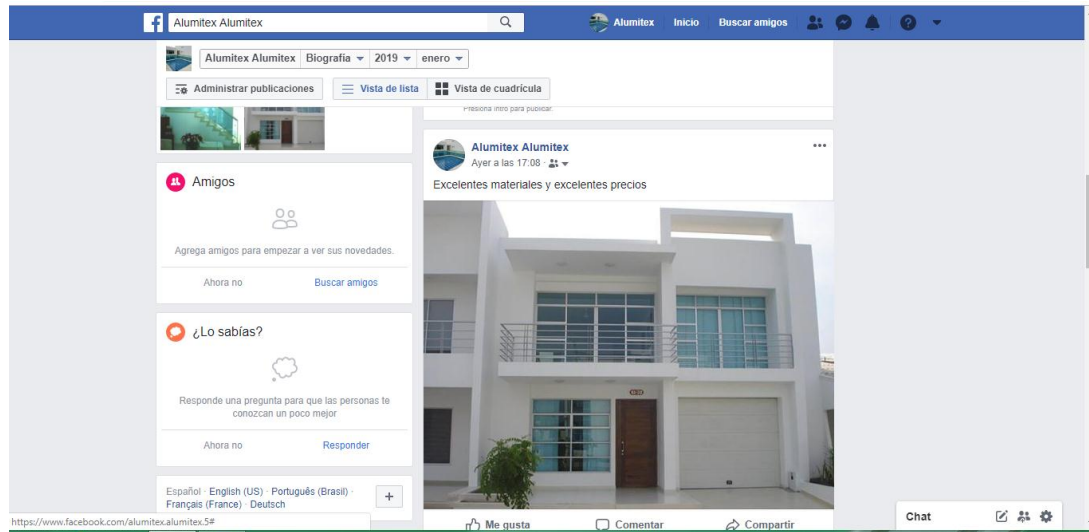 Alumitex Alumitex
Alumitex Inicio Buscar amigos
Alumitex Alumitex Biografía 2019 enero
Administrar publicaciones Vista de lista Vista de cuadrícula
Presiona Intro para publicar.
Amigos
Agrega amigos para empezar a ver sus novedades.
Ahora no Buscar amigos
¿Lo sabías?
Responde una pregunta para que las personas te
conozcan un poco mejor
Ahora no Responder
Español · English (US) · Português (Brasil) ·
Français (France) · Deutsch
Alumitex Alumitex
Ayer a las 17:08 ·
Excelentes materiales y excelentes precios
Me gusta Comentar Compartir
Chat
https://www.facebook.com/alumitex.alumitex.5#